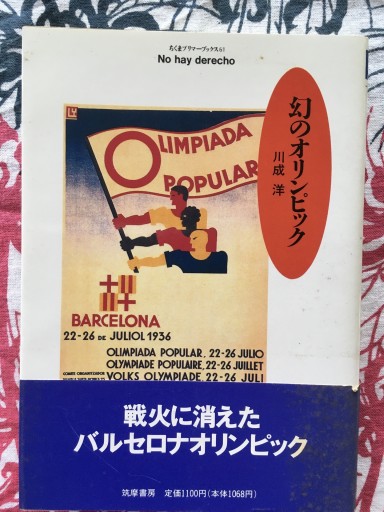 ちくまプリマーブックス61
No hay derecho
幻のオリンピック
川成 洋
OLIMPIADA
POPULAR
BARCELONA
22-26 DE JULIOL 1936
OLIMPIADA POPULAR, 22-26 JULIO
OLYMPIADE POPULAIRE, 22-26 JUILLET
VOLKS OLYMPIADE, 22-26 JULI
戦火に消えた
バルセロナオリンピック
筑摩書房 定価1100円(本体1068円)